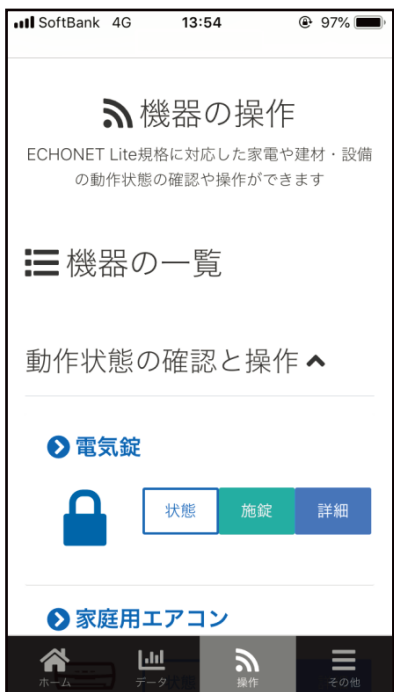 SoftBank 4G 13:54 97%
機器の操作
ECHONET Lite規格に対応した家電や建材・設備
の動作状態の確認や操作ができます
機器の一覧
動作状態の確認と操作
電気錠
状態 施錠 詳細
家庭用エアコン
ホーム データ 操作 その他